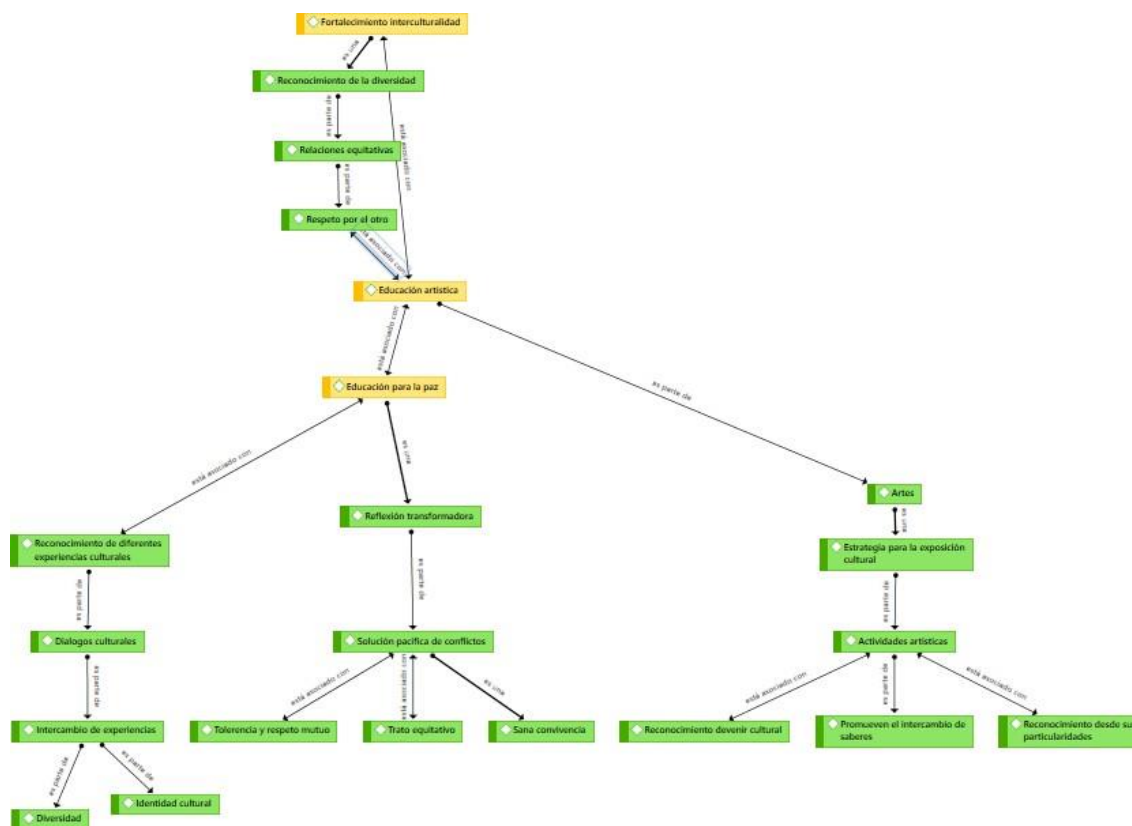 Fortalecimiento interculturalidad
es una
Reconocimiento de la diversidad
es parte de
está asociado con
Relaciones equitativas
es parte de
Respeto por el otro
está asociado con
Educación artística
está asociado con
es parte de
Educación para la paz
está asociado con
es una
Artes
es una
Reflexión transformadora
Reconocimiento de diferentes
experiencias culturales
Estrategia para la exposición
cultural
es parte de
es parte de
es parte de
Dialogos culturales
Solución pacifica de conflictos
Actividades artísticas
es parte de
está asociado con
está asociado con
es una
está asociado con
es parte de
está asociado con
Intercambio de experiencias
Tolerencia y respeto mutuo
Trato equitativo
Sana convivencia
Reconocimiento devenir cultural
Promueven el intercambio de
saberes
Reconocimiento desde su
particularidades
es parte de
es parte de
Identidad cultural
Diversidad